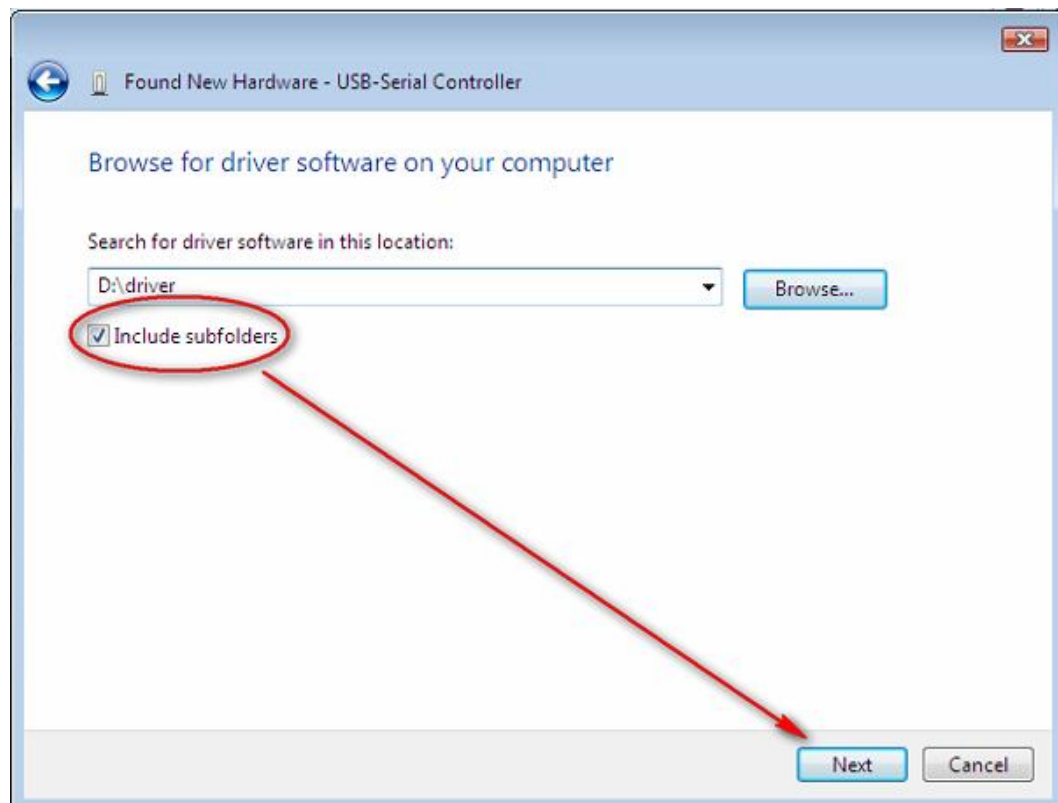 Found New Hardware - USB-Serial Controller
Browse for driver software on your computer
Search for driver software in this location:
D:\driver
Browse...
Include subfolders
Next
Cancel